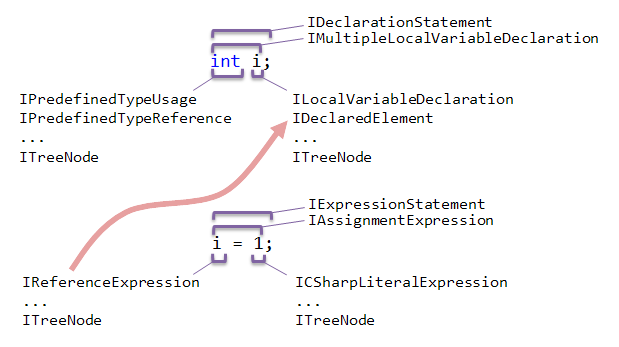 IDeclarationStatement
IMultipleLocalVariableDeclaration
int i;
IPredefinedTypeUsage
IPredefinedTypeReference
...
ITreeNode
ILocalVariableDeclaration
IDeclaredElement
...
ITreeNode
IExpressionStatement
IAssignmentExpression
i = 1;
IReferenceExpression
...
ITreeNode
ICSharpLiteralExpression
...
ITreeNode